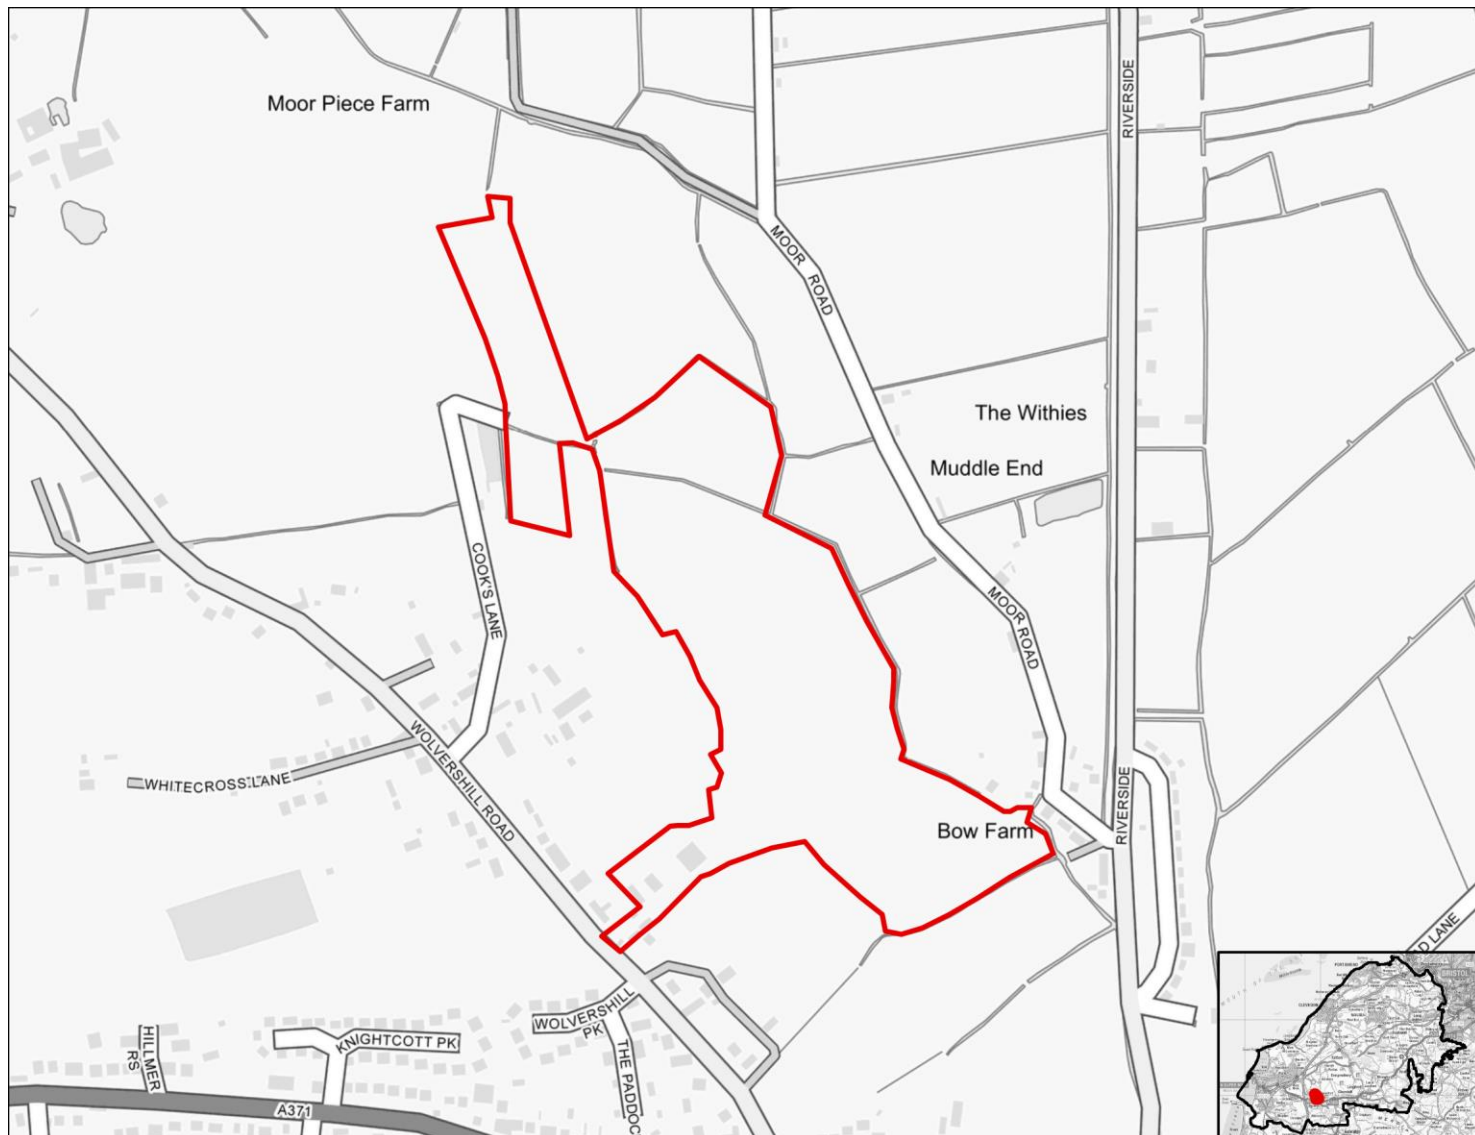 RIVERSIDE
Moor Piece Farm
MOOR ROAD
The Withies
Muddle End
COOK'S LANE
MOOR ROAD
WOLVERSHILL ROAD
WHITECROSS LANE
RIVERSIDE
Bow Farm
D LANE
WOLVERSHILL
PK
HILLMER
RS
KNIGHTCOTT PK
THE PADDOC
A371
BRISTOL